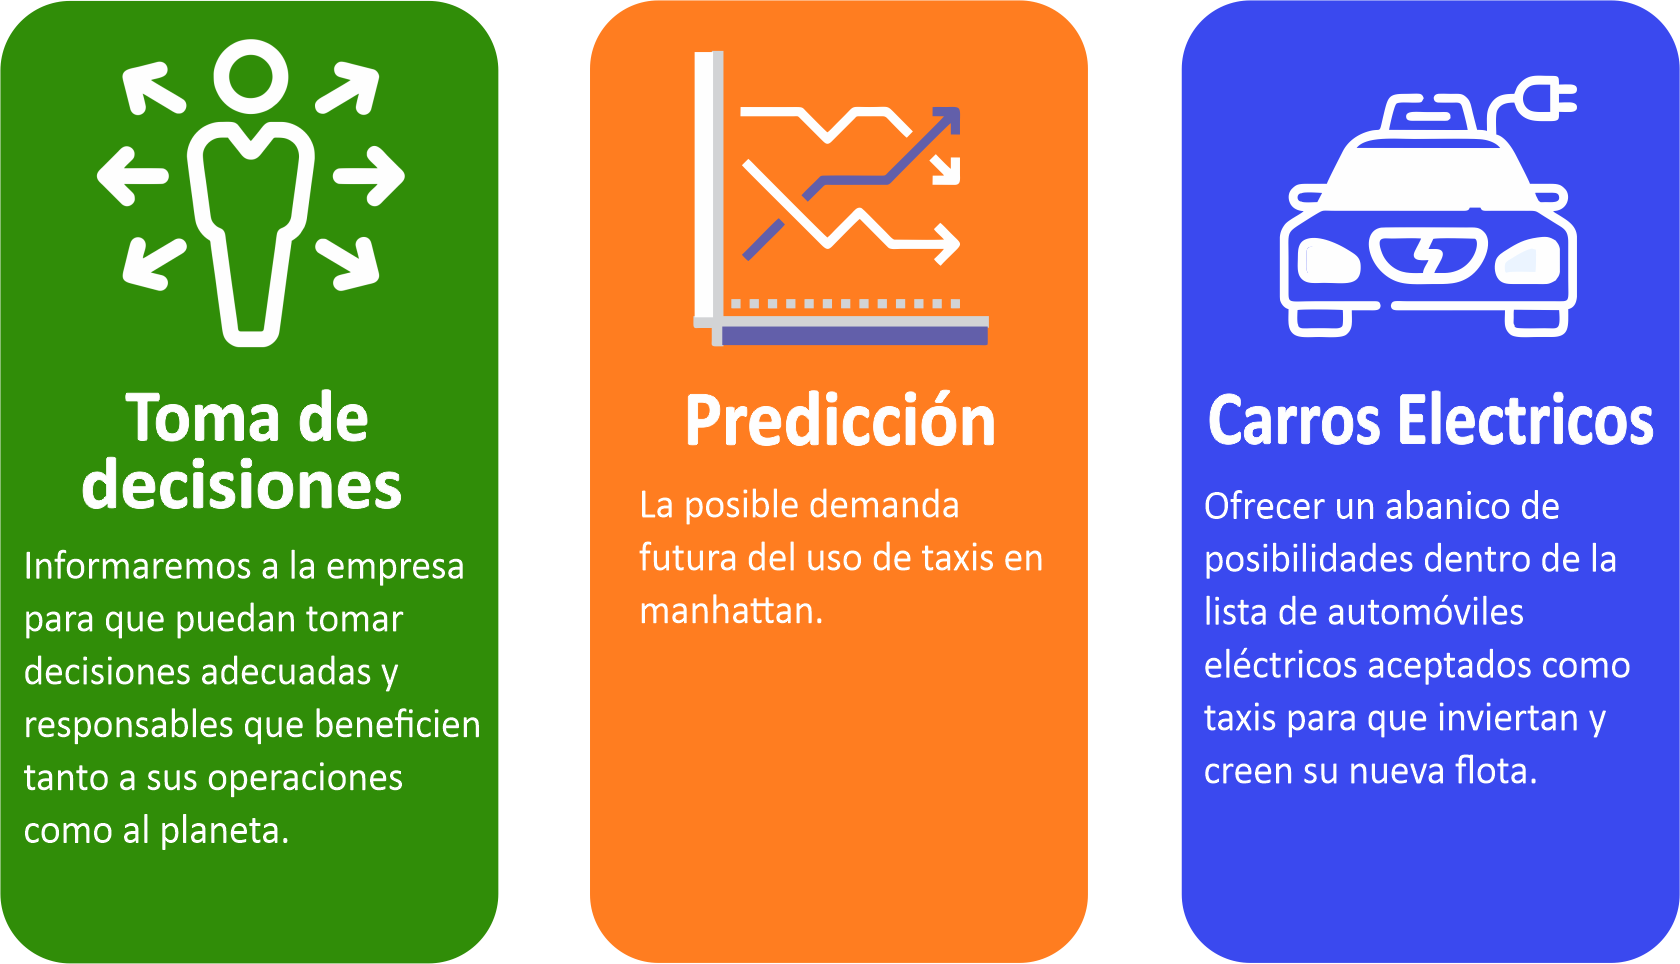 Toma de
decisiones
Informaremos a la empresa
para que puedan tomar
decisiones adecuadas y
responsables que beneficien
tanto a sus operaciones
como al planeta.
Predicción
La posible demanda
futura del uso de taxis en
manhattan.
Carros Electricos
Ofrecer un abanico de
posibilidades dentro de la
lista de automóviles
eléctricos aceptados como
taxis para que inviertan y
creen su nueva flota.